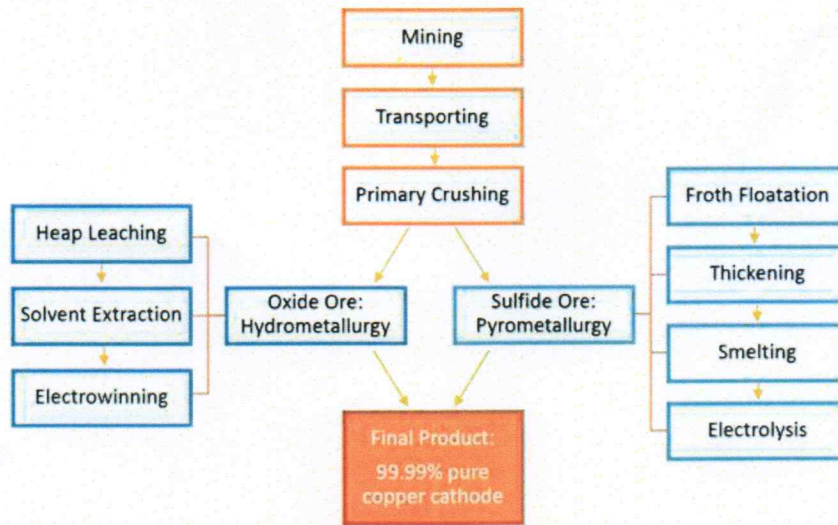 Mining
Transporting
Primary Crushing
Heap Leaching
Solvent Extraction
Electrowinning
Oxide Ore:
Hydrometallurgy
Sulfide Ore:
Pyrometallurgy
Froth Floatation
Thickening
Smelting
Electrolysis
Final Product:
99.99% pure
copper cathode